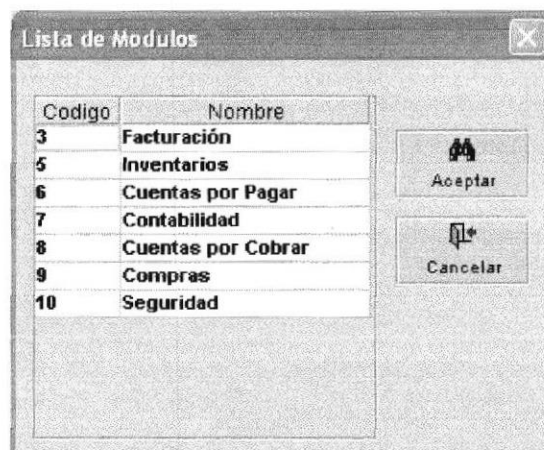 Lista de Modulos
Codigo Nombre
3 Facturación
5 Inventarios
6 Cuentas por Pagar
7 Contabilidad
8 Cuentas por Cobrar
9 Compras
10 Seguridad
Aceptar
Cancelar